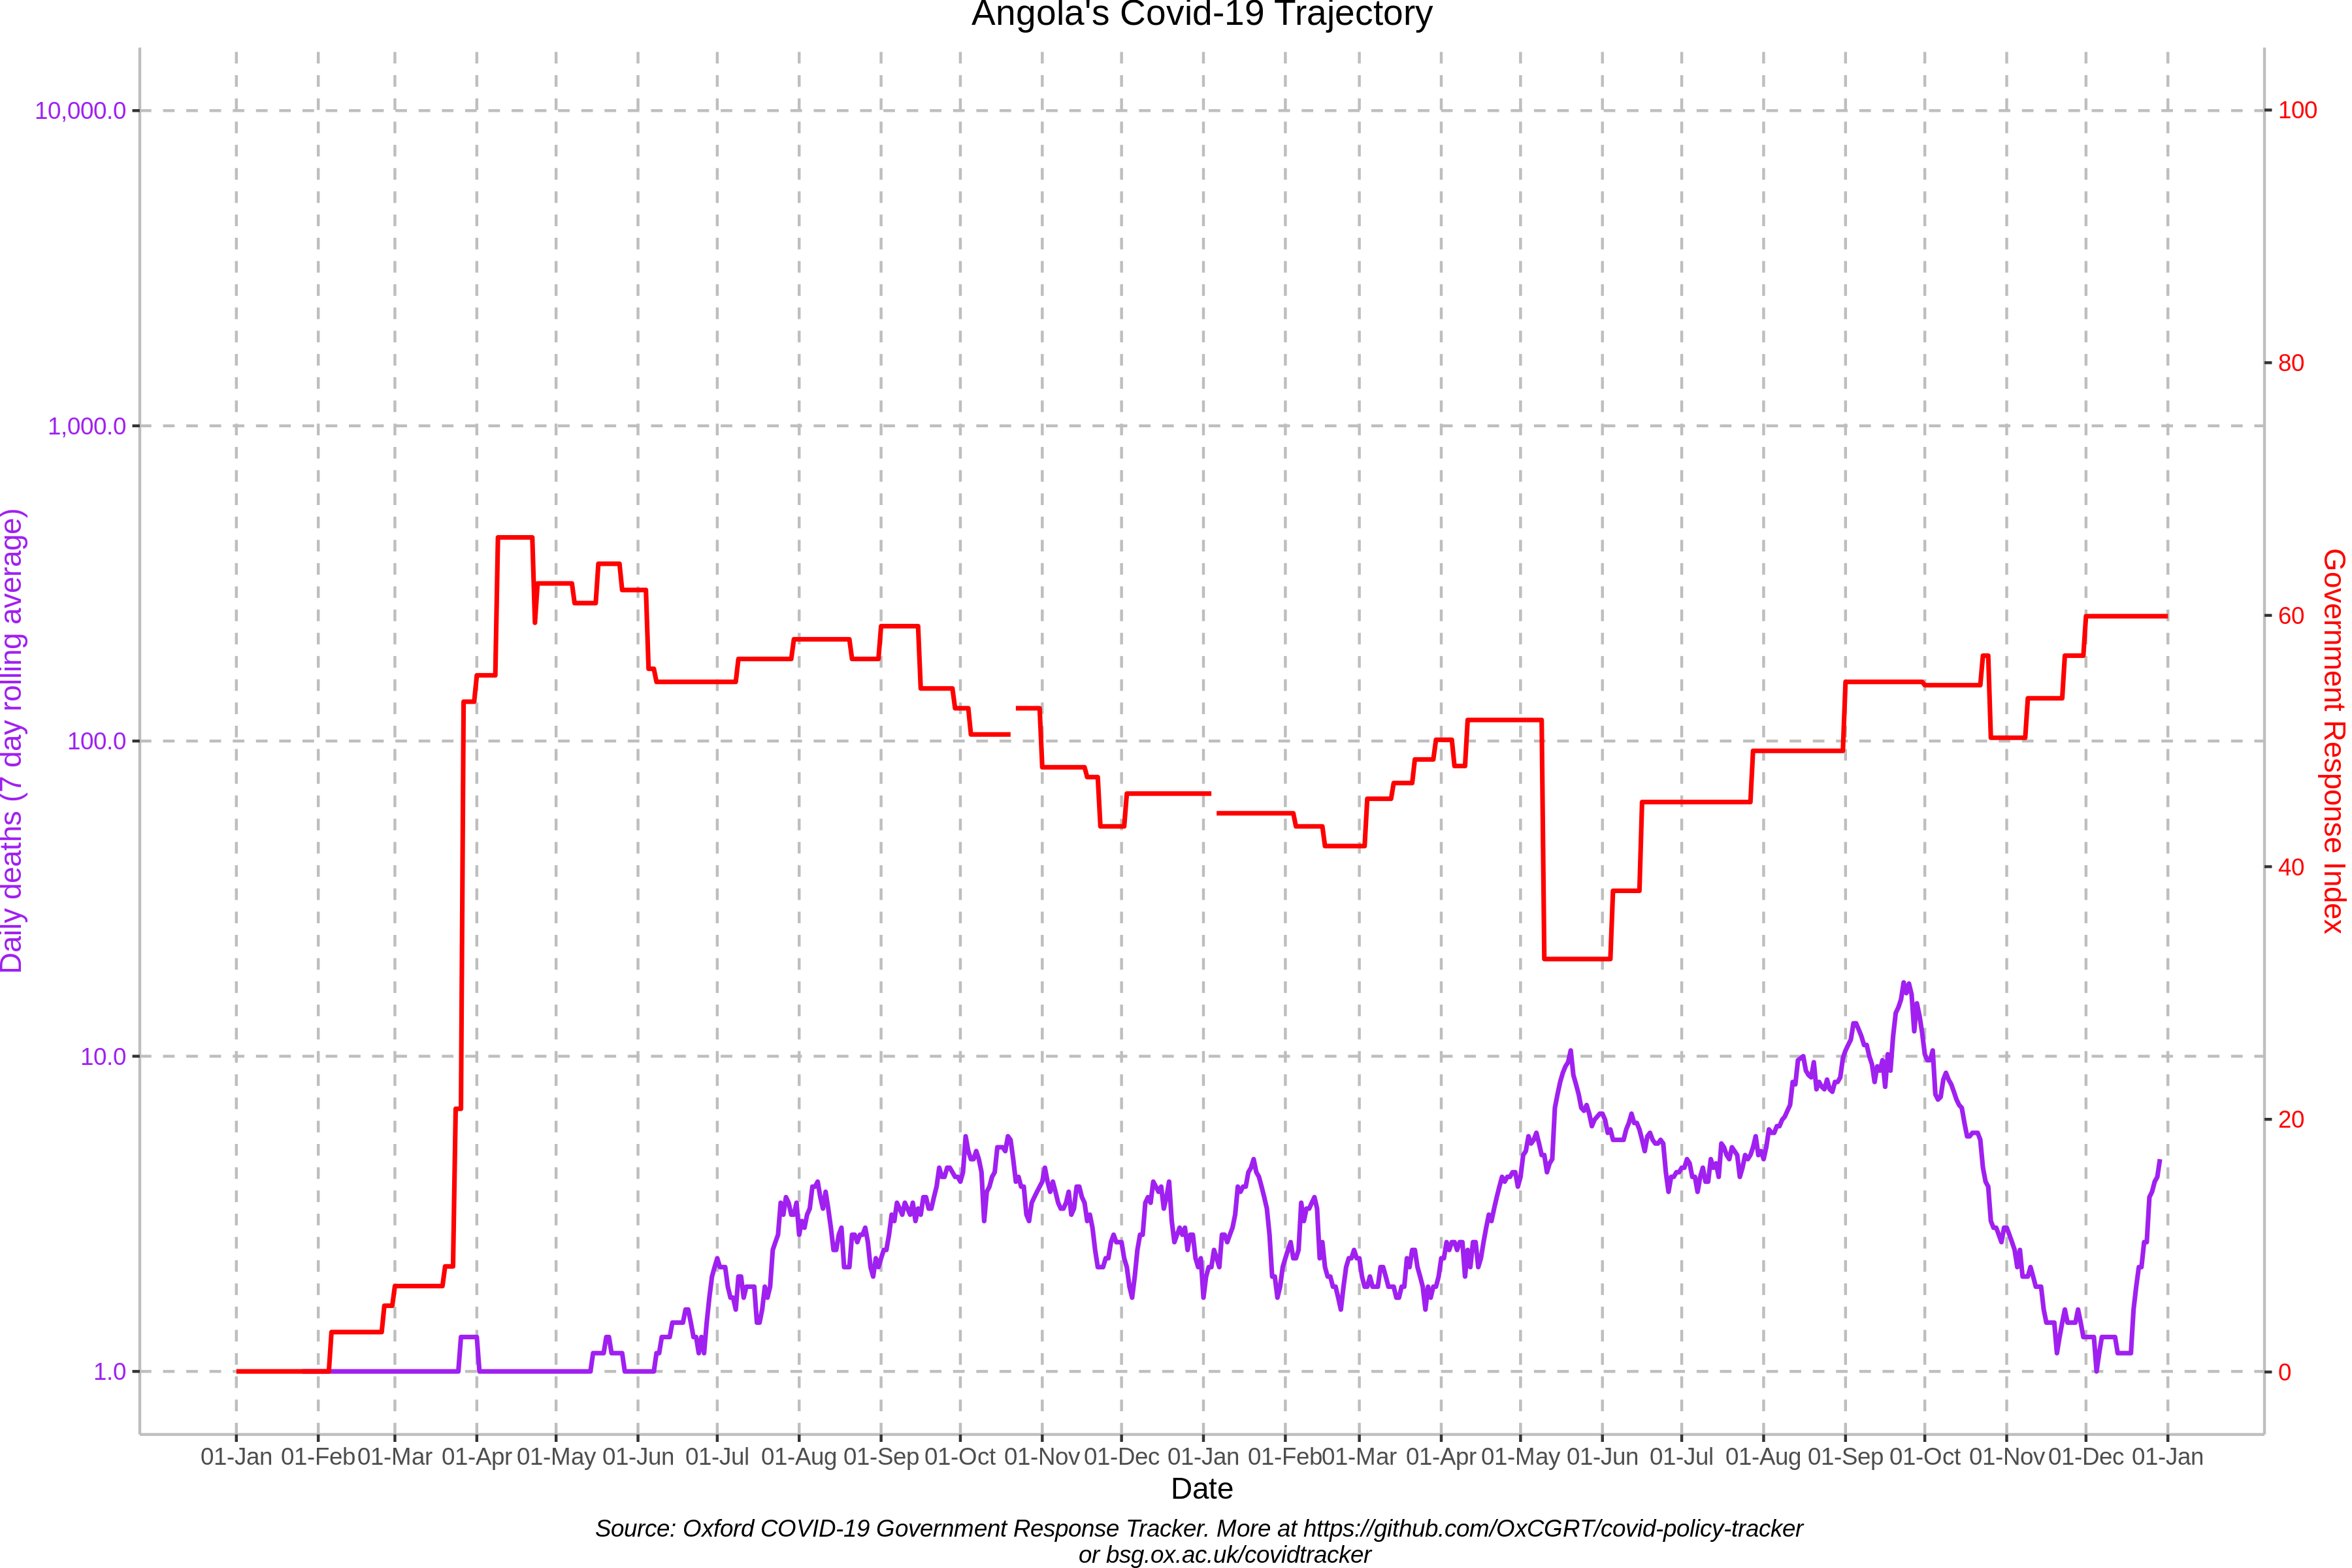 Angola's Covid-19 Trajectory
10,000.0
1,000.0
100.0
10.0
1.0
Daily deaths (7 day rolling average)
100
80
60
40
20
0
Government Response Index
01-Jan 01-Feb 01-Mar 01-Apr 01-May 01-Jun 01-Jul 01-Aug 01-Sep 01-Oct 01-Nov 01-Dec 01-Jan 01-Feb 01-Mar 01-Apr 01-May 01-Jun 01-Jul 01-Aug 01-Sep 01-Oct 01-Nov 01-Dec 01-Jan
Date
Source: Oxford COVID-19 Government Response Tracker. More at https://github.com/OxCGRT/covid-policy-tracker
or bsg.ox.ac.uk/covidtracker